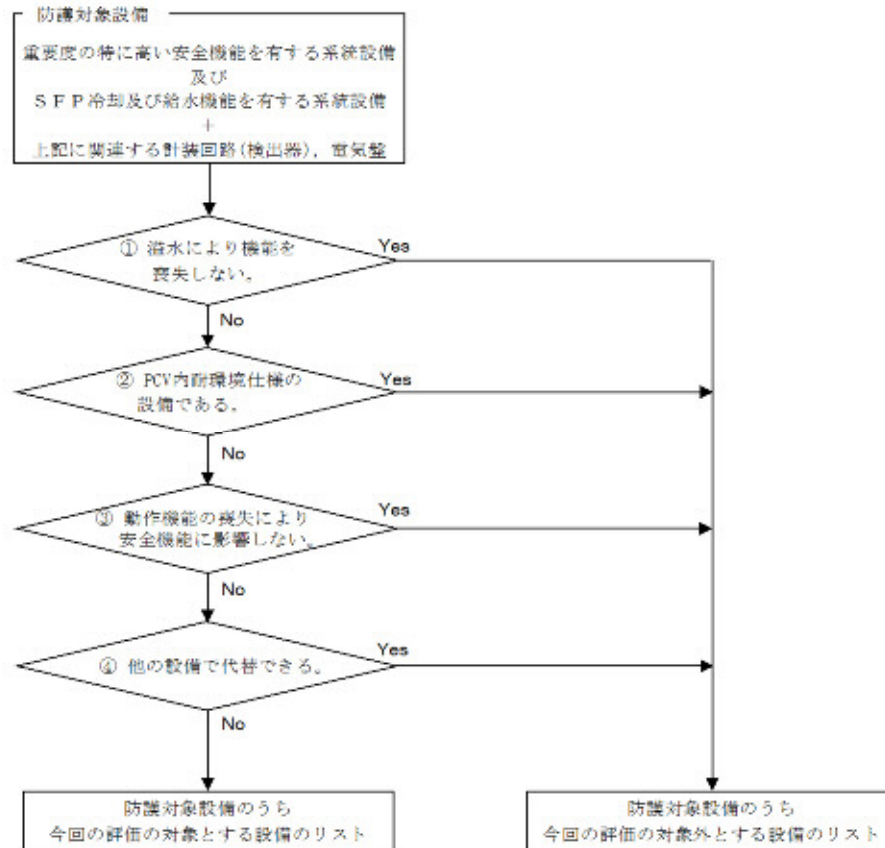 防護対象設備
重要度の特に高い安全機能を有する系統設備
及び
SFP冷却及び給水機能を有する系統設備
+
上記に関連する計装回路(検出器),電気盤
① 溢水により機能を
喪失しない。
Yes
No
② PCV内耐環境仕様の
設備である。
Yes
No
③ 動作機能の喪失により
安全機能に影響しない。
Yes
No
④ 他の設備で代替できる。
Yes
No
防護対象設備のうち
今回の評価の対象とする設備のリスト
防護対象設備のうち
今回の評価の対象外とする設備のリスト